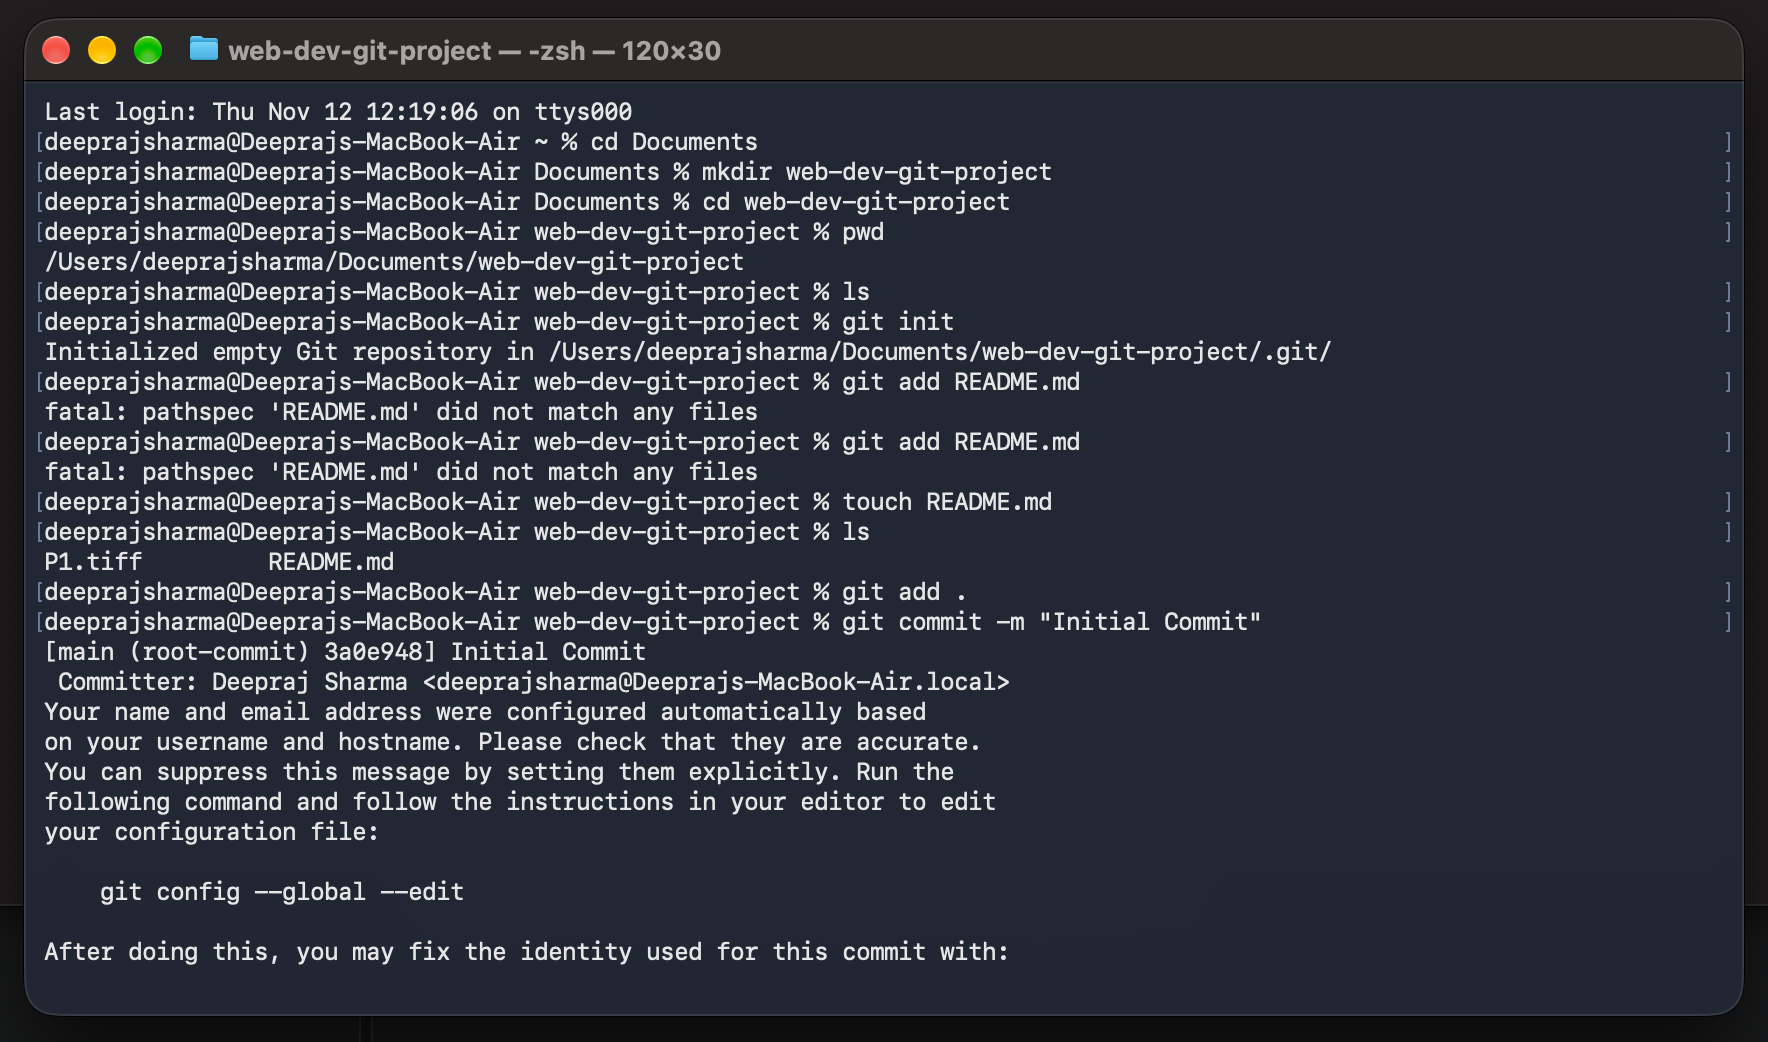 web-dev-git-project — -zsh — 120×30
Last login: Thu Nov 12 12:19:06 on ttys000
[deeprajsharma@Deeprajs-MacBook-Air ~ % cd Documents ]
[deeprajsharma@Deeprajs-MacBook-Air Documents % mkdir web-dev-git-project ]
[deeprajsharma@Deeprajs-MacBook-Air Documents % cd web-dev-git-project ]
[deeprajsharma@Deeprajs-MacBook-Air web-dev-git-project % pwd ]
/Users/deeprajsharma/Documents/web-dev-git-project
[deeprajsharma@Deeprajs-MacBook-Air web-dev-git-project % ls ]
[deeprajsharma@Deeprajs-MacBook-Air web-dev-git-project % git init ]
Initialized empty Git repository in /Users/deeprajsharma/Documents/web-dev-git-project/.git/
[deeprajsharma@Deeprajs-MacBook-Air web-dev-git-project % git add README.md ]
fatal: pathspec 'README.md' did not match any files
[deeprajsharma@Deeprajs-MacBook-Air web-dev-git-project % git add README.md ]
fatal: pathspec 'README.md' did not match any files
[deeprajsharma@Deeprajs-MacBook-Air web-dev-git-project % touch README.md ]
[deeprajsharma@Deeprajs-MacBook-Air web-dev-git-project % ls ]
P1.tiff         README.md
[deeprajsharma@Deeprajs-MacBook-Air web-dev-git-project % git add . ]
[deeprajsharma@Deeprajs-MacBook-Air web-dev-git-project % git commit -m "Initial Commit" ]
[main (root-commit) 3a0e948] Initial Commit
 Committer: Deepraj Sharma <deeprajsharma@Deeprajs-MacBook-Air.local>
Your name and email address were configured automatically based
on your username and hostname. Please check that they are accurate.
You can suppress this message by setting them explicitly. Run the
following command and follow the instructions in your editor to edit
your configuration file:
    git config --global --edit
After doing this, you may fix the identity used for this commit with: